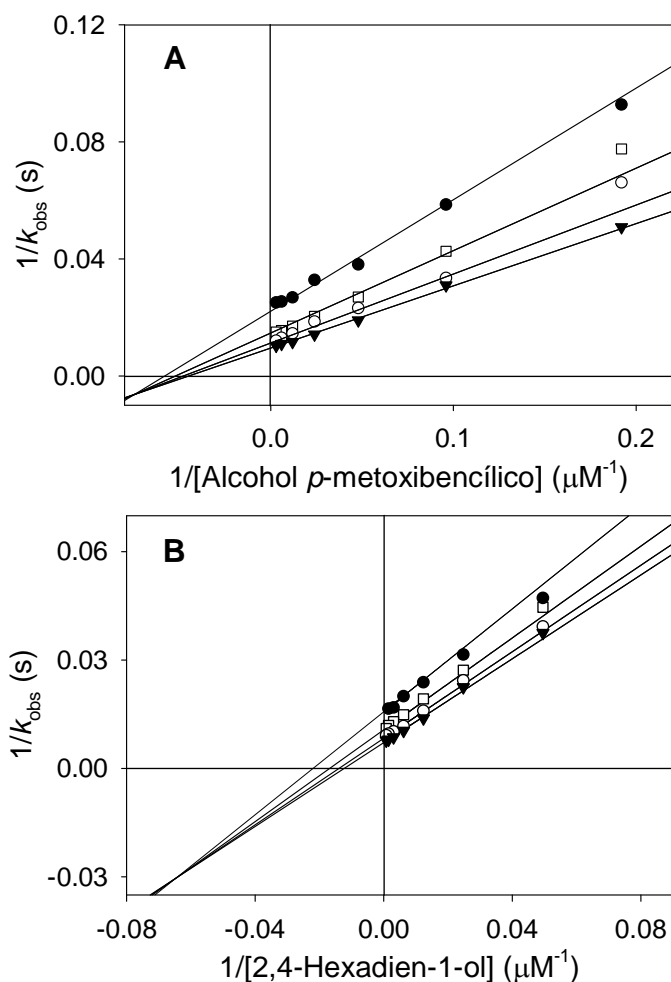 A
0.12
0.08
0.04
0.00
1/k_obs (s)
0.0 0.1 0.2
1/[Alcohol p-metoxibencílico] (μM⁻¹)
B
0.06
0.03
0.00
-0.03
1/k_obs (s)
-0.08 -0.04 0.00 0.04 0.08
1/[2,4-Hexadien-1-ol] (μM⁻¹)